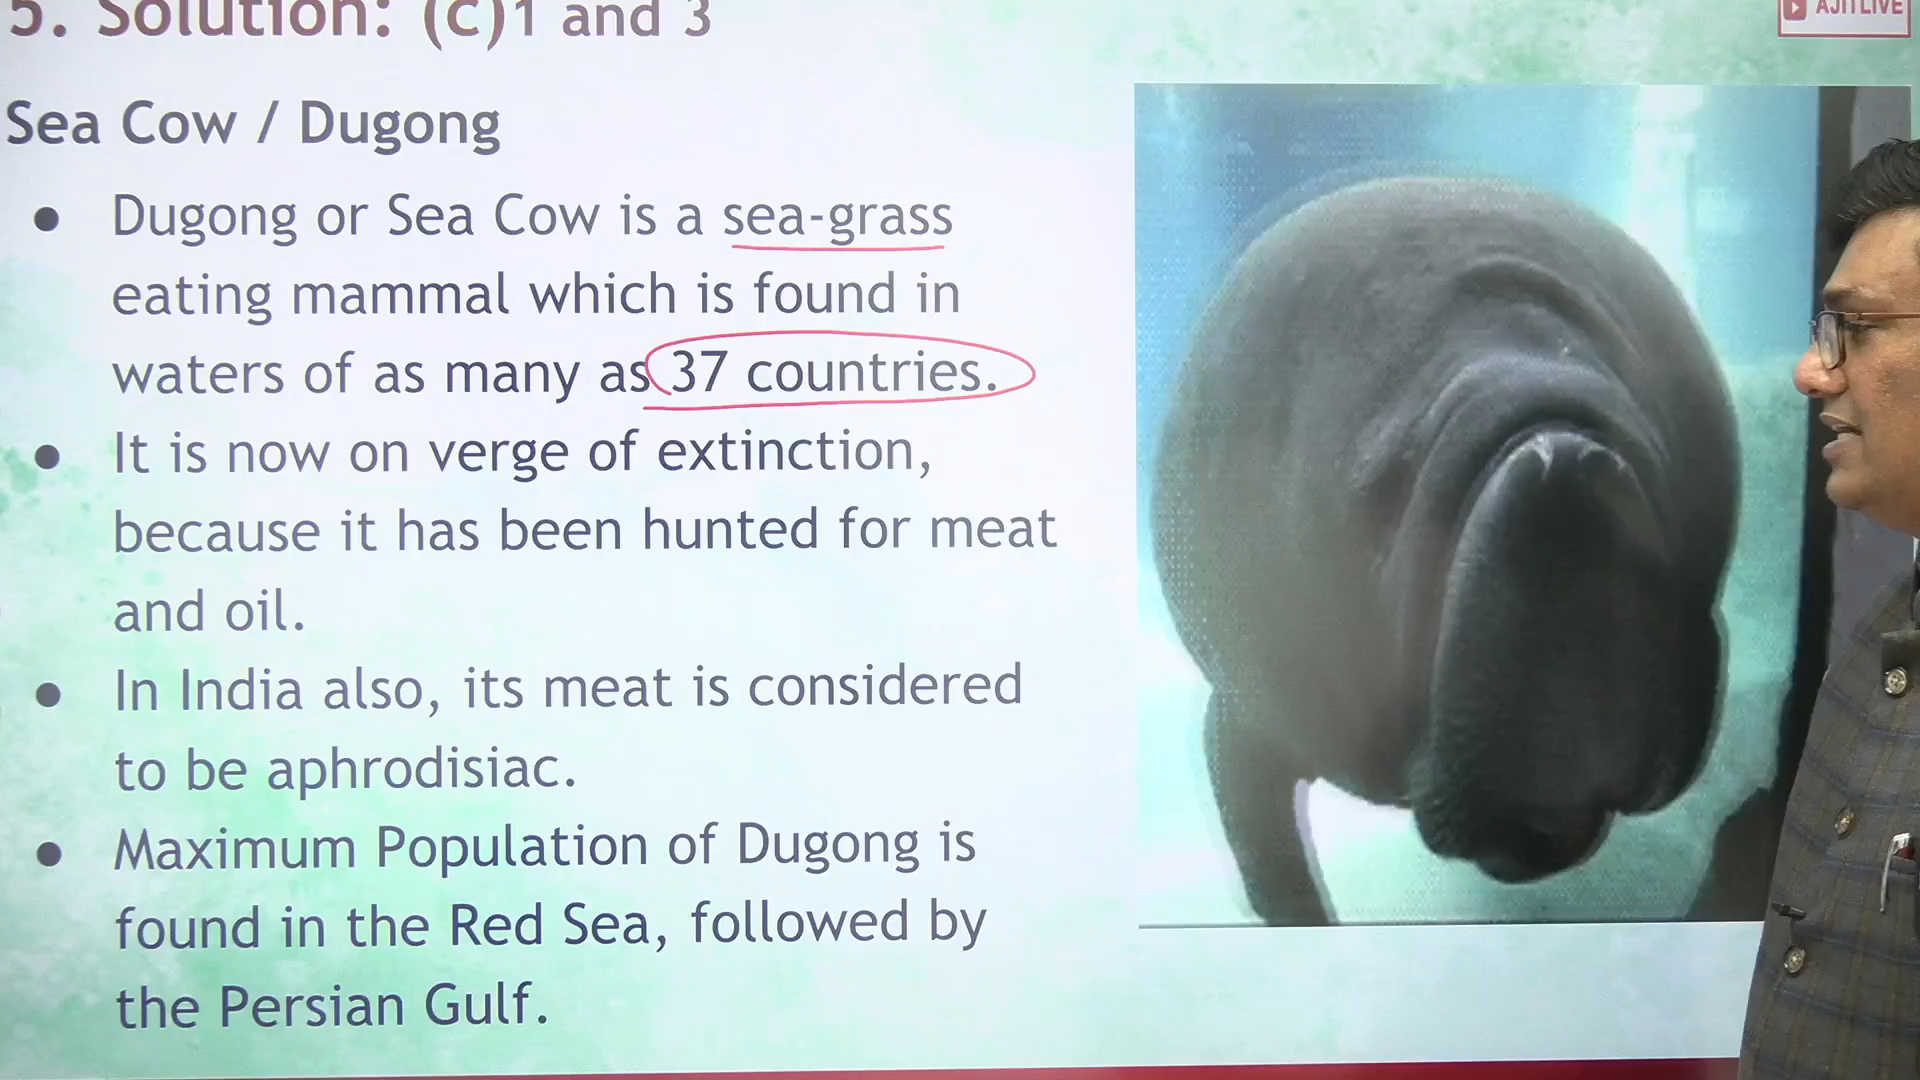 5. Solution: (c)1 and 3
AJITLIVE
Sea Cow / Dugong
● Dugong or Sea Cow is a sea-grass
eating mammal which is found in
waters of as many as 37 countries.
● It is now on verge of extinction,
because it has been hunted for meat
and oil.
● In India also, its meat is considered
to be aphrodisiac.
● Maximum Population of Dugong is
found in the Red Sea, followed by
the Persian Gulf.